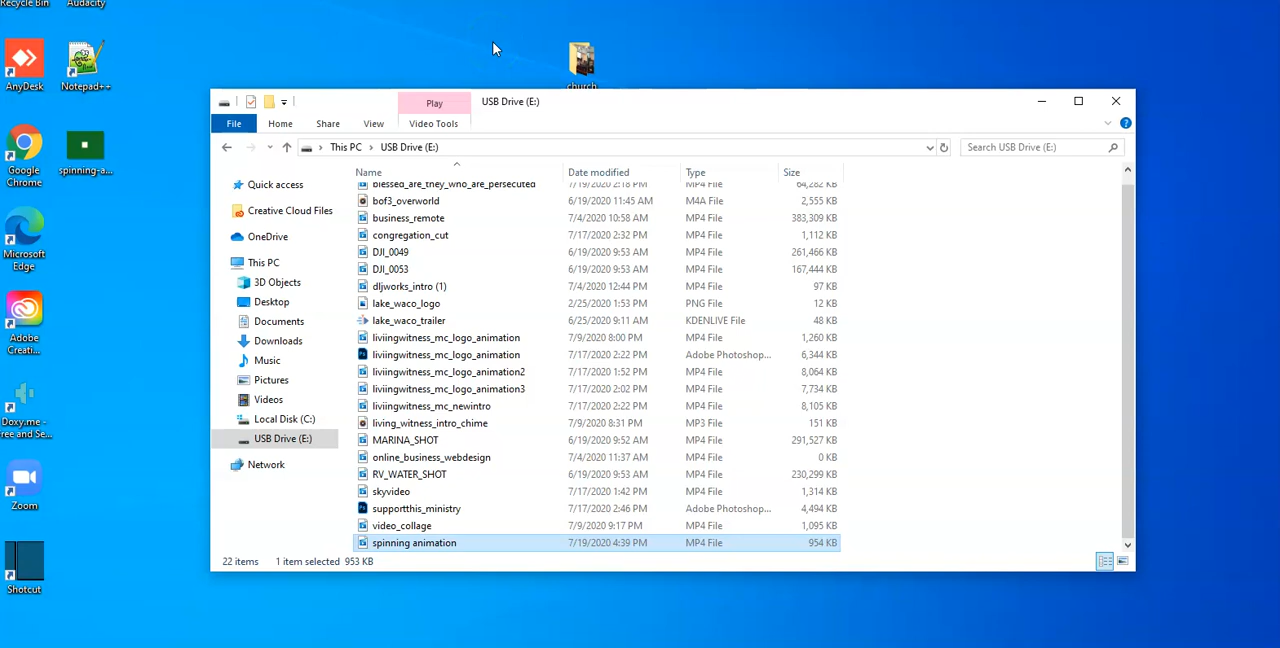 Recycle Bin
Audacity
AnyDesk
Notepad++
church
Google
Chrome
spinning-a...
Microsoft
Edge
Adobe
Creati...
Doxy.me -
ree and Se...
Zoom
Shotcut
Play
USB Drive (E:)
File
Home
Share
View
Video Tools
This PC
USB Drive (E:)
Search USB Drive (E:)
Name
Date modified
Type
Size
Quick access
Creative Cloud Files
OneDrive
This PC
3D Objects
Desktop
Documents
Downloads
Music
Pictures
Videos
Local Disk (C:)
USB Drive (E:)
Network
blessed_are_they_who_are_persecuted 7/19/2020 2:18 PM MP4 File 64,282 KB
bof3_overworld 6/19/2020 11:45 AM M4A File 2,555 KB
business_remote 7/4/2020 10:58 AM MP4 File 383,309 KB
congregation_cut 7/17/2020 2:32 PM MP4 File 1,112 KB
DJI_0049 6/19/2020 9:53 AM MP4 File 261,466 KB
DJI_0053 6/19/2020 9:53 AM MP4 File 167,444 KB
dljworks_intro (1) 7/4/2020 12:44 PM MP4 File 97 KB
lake_waco_logo 2/25/2020 1:53 PM PNG File 12 KB
lake_waco_trailer 6/25/2020 9:11 AM KDENLIVE File 48 KB
liviingwitness_mc_logo_animation 7/9/2020 8:00 PM MP4 File 1,260 KB
liviingwitness_mc_logo_animation 7/17/2020 2:22 PM Adobe Photoshop... 6,344 KB
liviingwitness_mc_logo_animation2 7/17/2020 1:52 PM MP4 File 8,064 KB
liviingwitness_mc_logo_animation3 7/17/2020 2:02 PM MP4 File 7,734 KB
liviingwitness_mc_newintro 7/17/2020 2:22 PM MP4 File 8,105 KB
living_witness_intro_chime 7/9/2020 8:31 PM MP3 File 151 KB
MARINA_SHOT 6/19/2020 9:52 AM MP4 File 291,527 KB
online_business_webdesign 7/4/2020 11:37 AM MP4 File 0 KB
RV_WATER_SHOT 6/19/2020 9:53 AM MP4 File 230,299 KB
skyvideo 7/17/2020 1:42 PM MP4 File 1,314 KB
supportthis_ministry 7/17/2020 2:46 PM Adobe Photoshop... 4,494 KB
video_collage 7/9/2020 9:17 PM MP4 File 1,095 KB
spinning animation 7/19/2020 4:39 PM MP4 File 954 KB
22 items 1 item selected 953 KB